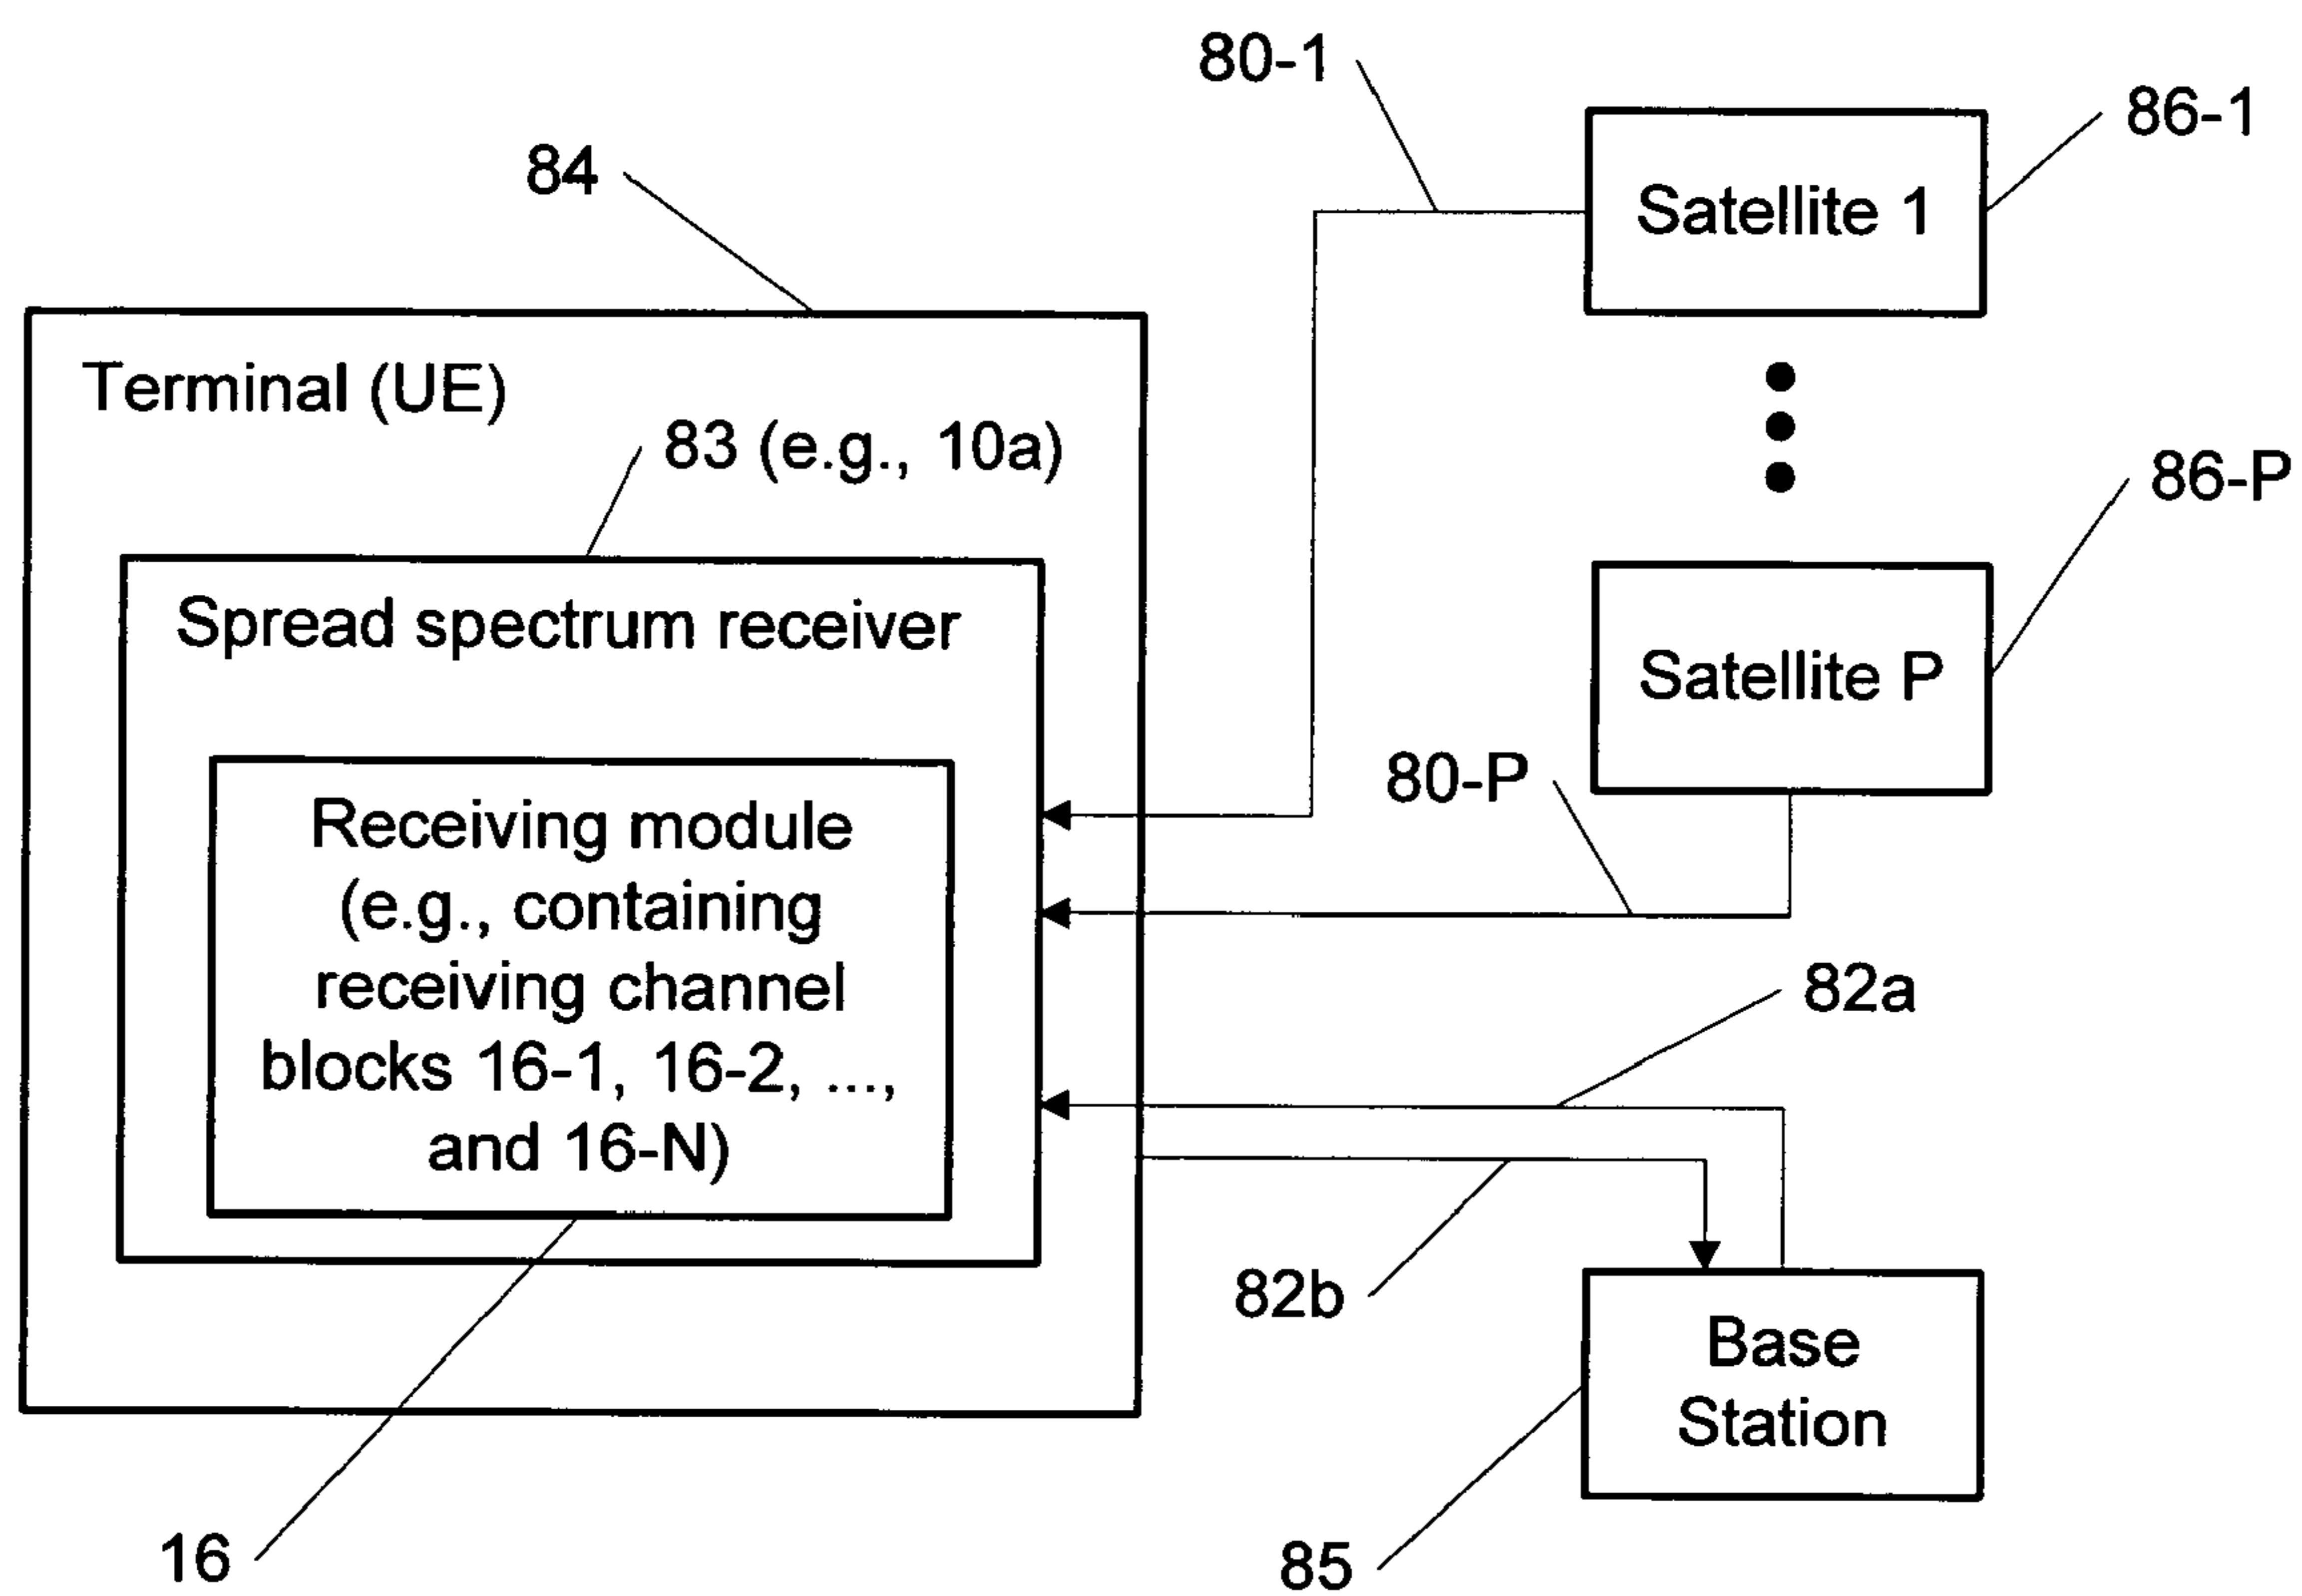 80-1
86-1
84
Satellite 1
Terminal (UE)
83 (e.g., 10a)
86-P
Spread spectrum receiver
Satellite P
80-P
Receiving module
(e.g., containing
receiving channel
blocks 16-1, 16-2, ...,
and 16-N)
82a
82b
Base
Station
16
85